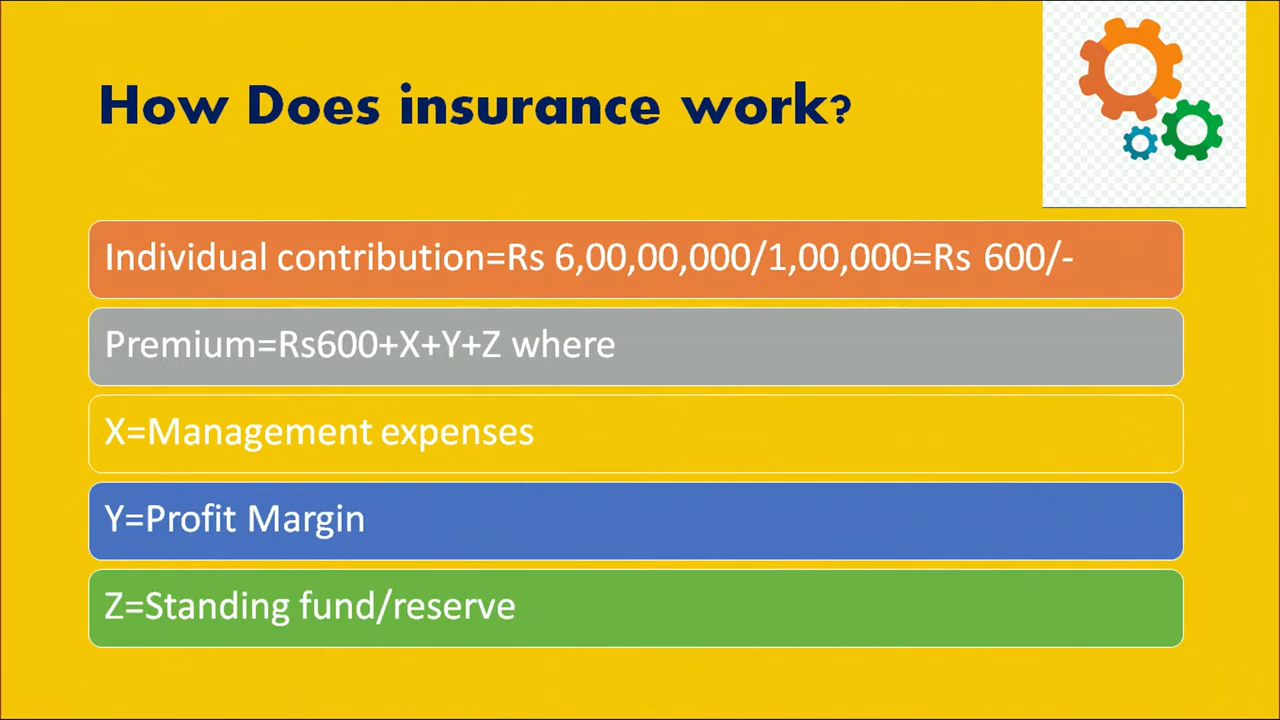 How Does insurance work?
Individual contribution=Rs 6,00,00,000/1,00,000=Rs 600/-
Premium=Rs600+X+Y+Z where
X=Management expenses
Y=Profit Margin
Z=Standing fund/reserve